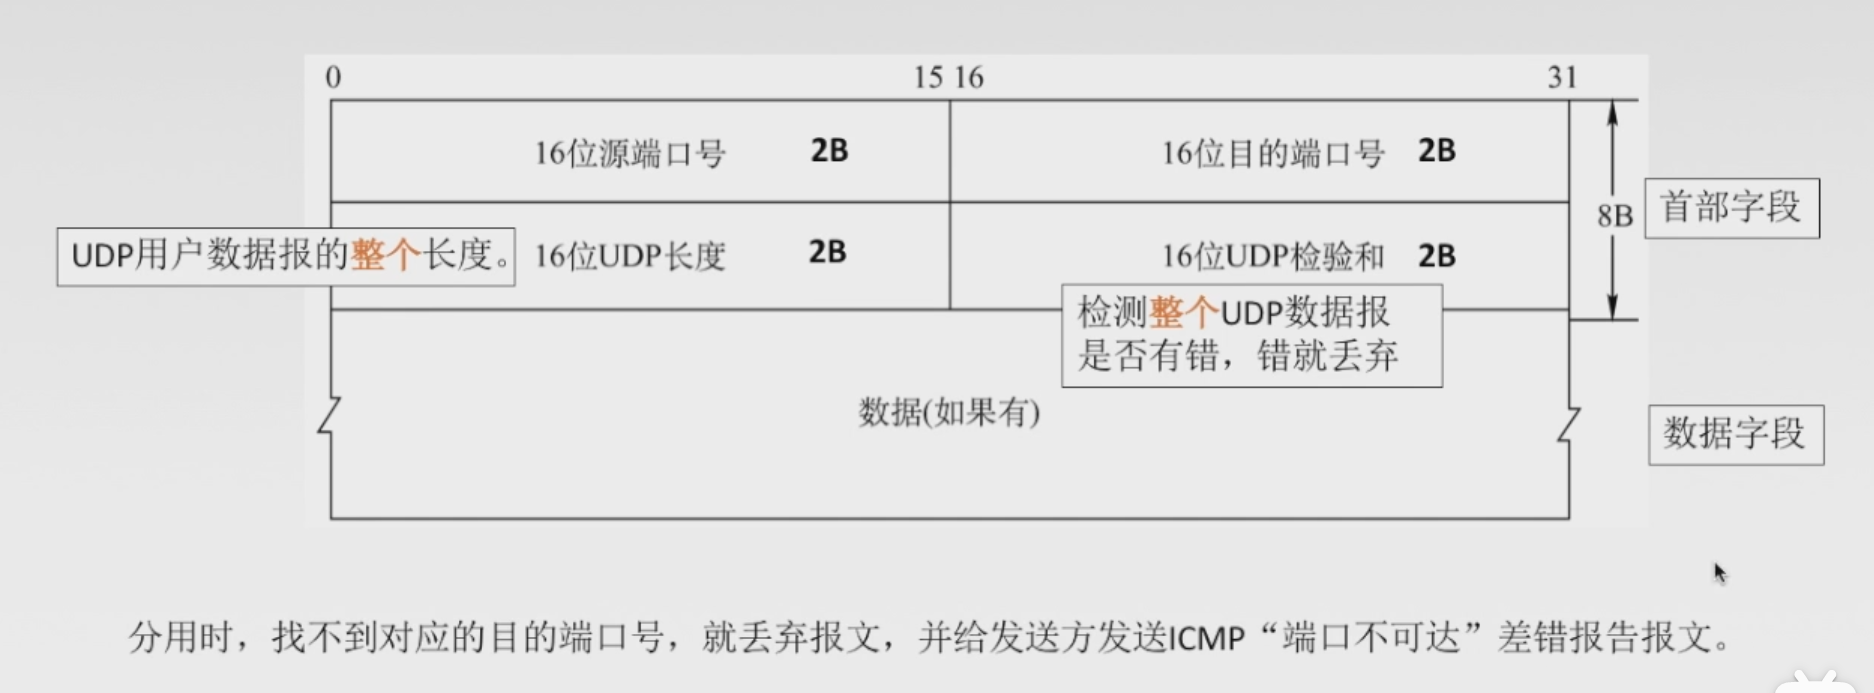 0 15 16 31
16位源端口号 2B 16位目的端口号 2B
8B
首部字段
UDP用户数据报的整个长度。
16位UDP长度 2B 16位UDP检验和 2B
检测整个UDP数据报
是否有错，错就丢弃
数据(如果有)
数据字段
分用时，找不到对应的目的端口号，就丢弃报文，并给发送方发送ICMP“端口不可达”差错报告报文。